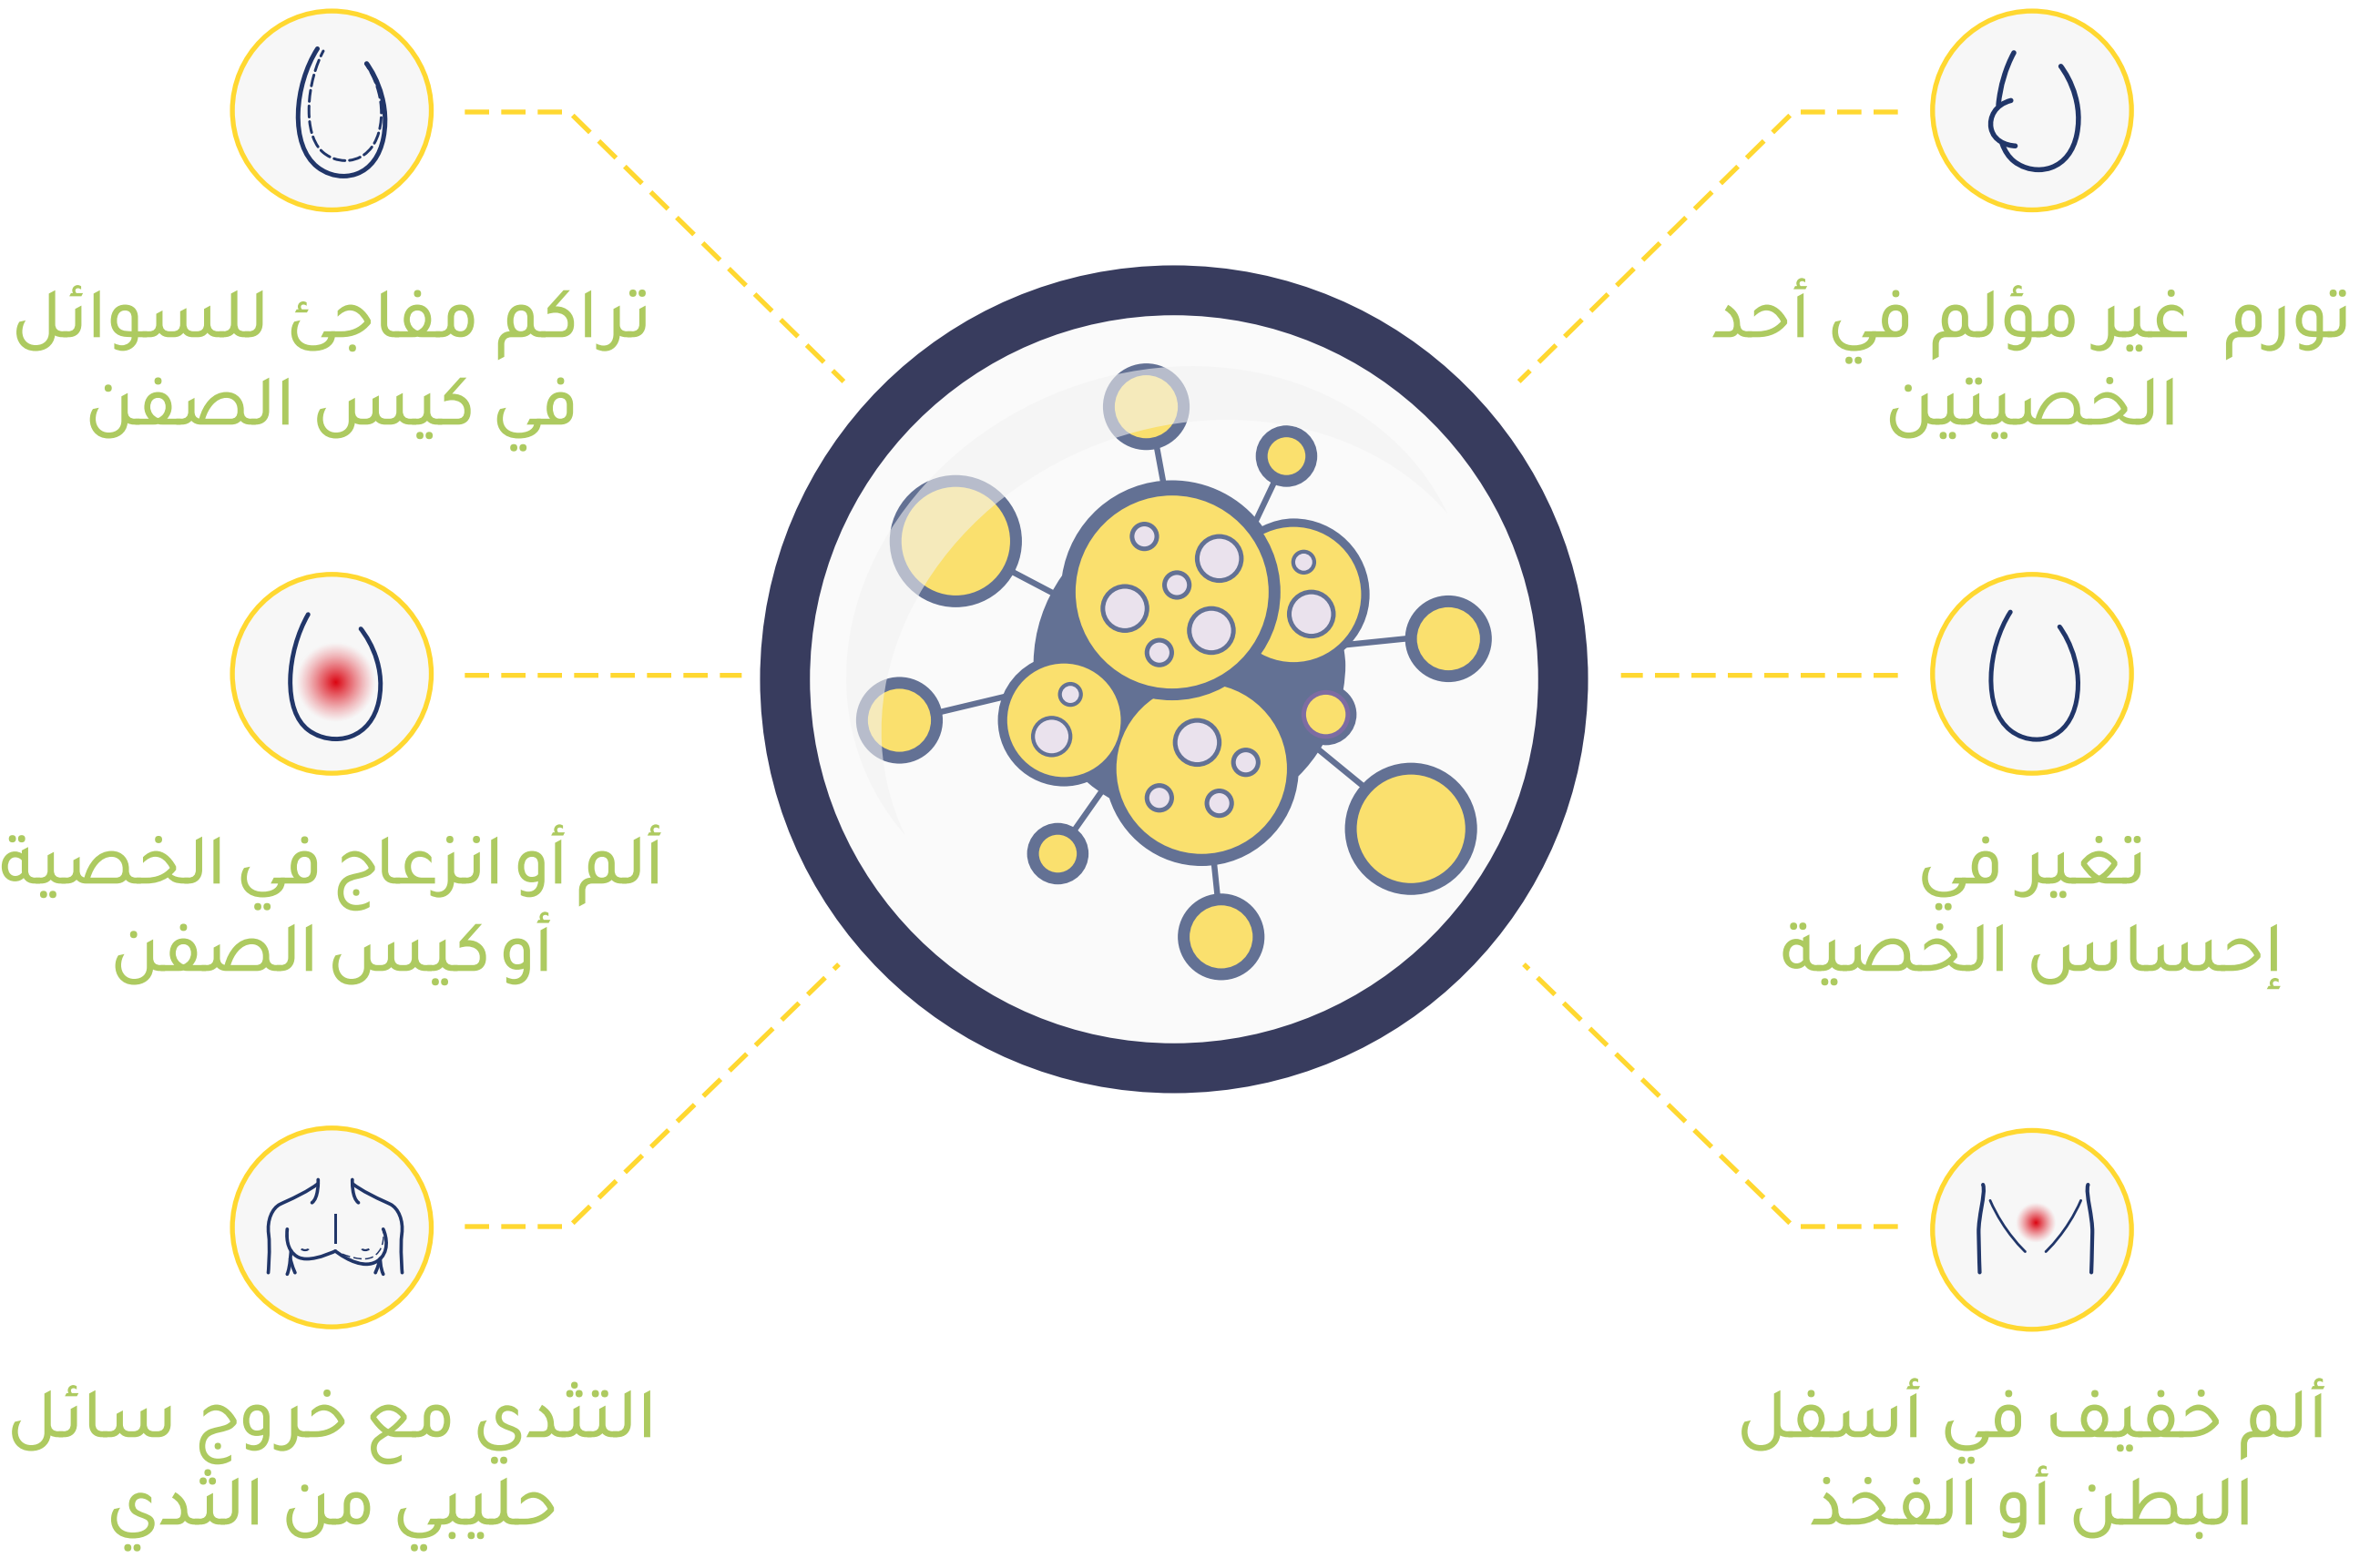 تورم غير مؤلم في أحد
الخصيتين
تراكم مفاجئ للسوائل
في كيس الصفن
تغير في
إحساس الخصية
ألم أو انزعاج في الخصية
أو كيس الصفن
ألم خفيف في أسفل
البطن أو الفخذ
التثدي مع خروج سائل
حليبي من الثدي